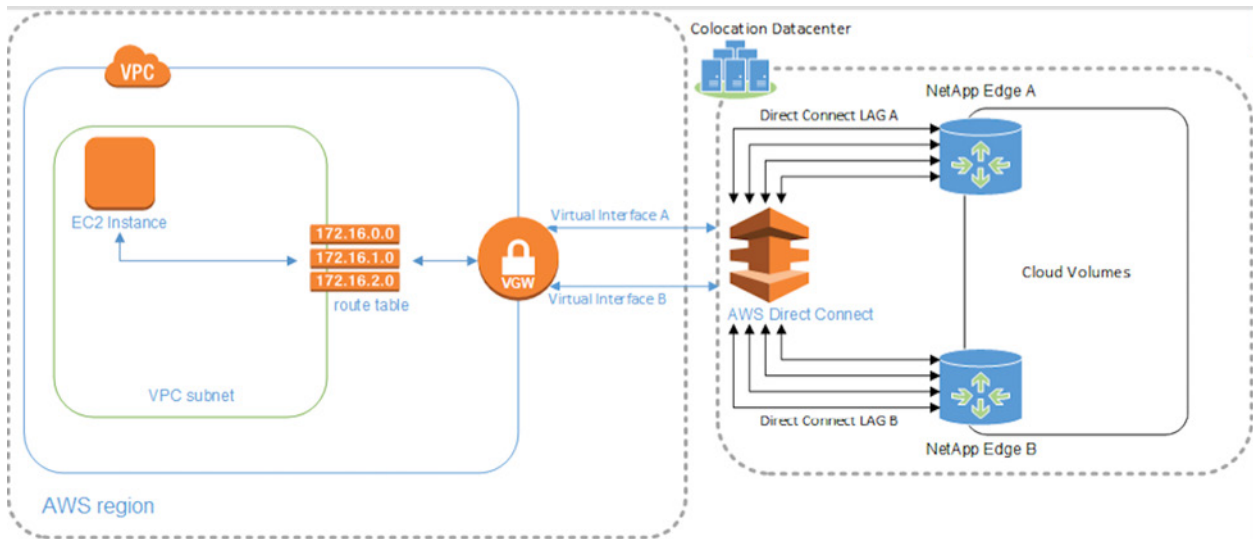 Colocation Datacenter
VPC
NetApp Edge A
Direct Connect LAG A
EC2 Instance
Virtual Interface A
172.16.0.0
172.16.1.0
172.16.2.0
route table
VGW
Virtual Interface B
Cloud Volumes
AWS Direct Connect
VPC subnet
Direct Connect LAG B
NetApp Edge B
AWS region